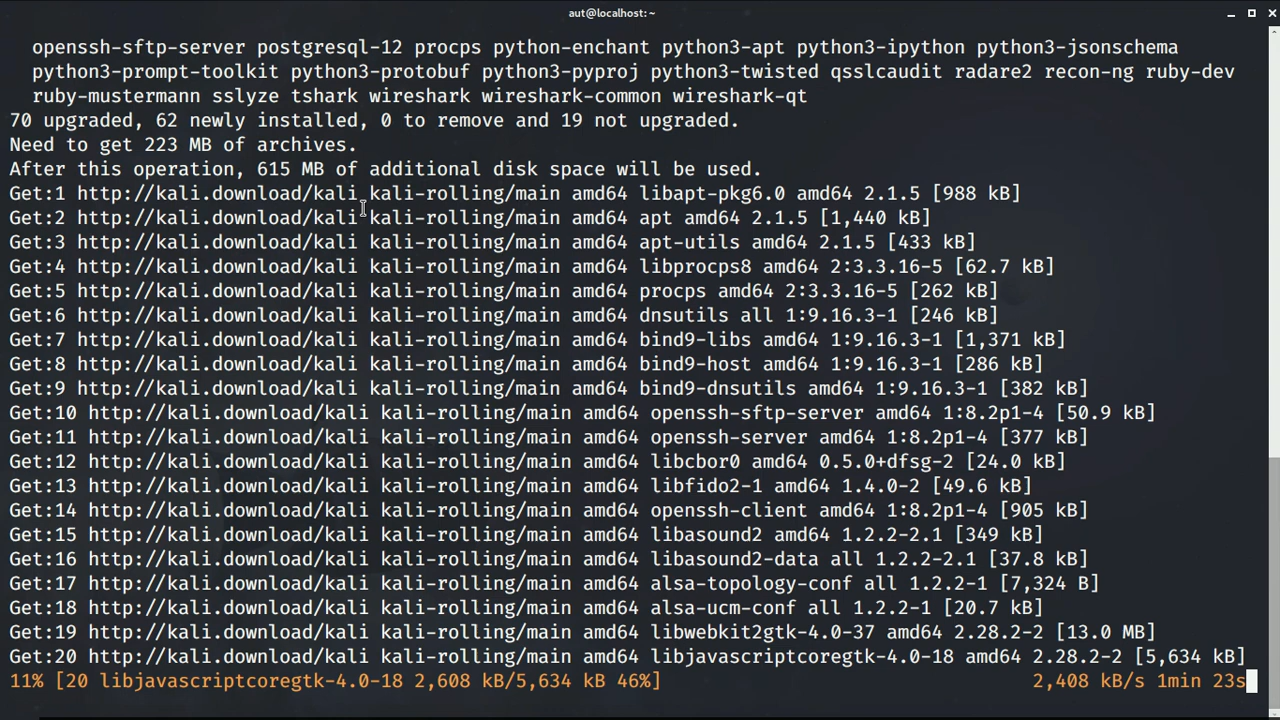 aut@localhost:~
openssh-sftp-server postgresql-12 procps python-enchant python3-apt python3-ipython python3-jsonschema
python3-prompt-toolkit python3-protobuf python3-pyproj python3-twisted qsslcaudit radare2 recon-ng ruby-dev
ruby-mustermann sslyze tshark wireshark wireshark-common wireshark-qt
70 upgraded, 62 newly installed, 0 to remove and 19 not upgraded.
Need to get 223 MB of archives.
After this operation, 615 MB of additional disk space will be used.
Get:1 http://kali.download/kali kali-rolling/main amd64 libapt-pkg6.0 amd64 2.1.5 [988 kB]
Get:2 http://kali.download/kali kali-rolling/main amd64 apt amd64 2.1.5 [1,440 kB]
Get:3 http://kali.download/kali kali-rolling/main amd64 apt-utils amd64 2.1.5 [433 kB]
Get:4 http://kali.download/kali kali-rolling/main amd64 libprocps8 amd64 2:3.3.16-5 [62.7 kB]
Get:5 http://kali.download/kali kali-rolling/main amd64 procps amd64 2:3.3.16-5 [262 kB]
Get:6 http://kali.download/kali kali-rolling/main amd64 dnsutils all 1:9.16.3-1 [246 kB]
Get:7 http://kali.download/kali kali-rolling/main amd64 bind9-libs amd64 1:9.16.3-1 [1,371 kB]
Get:8 http://kali.download/kali kali-rolling/main amd64 bind9-host amd64 1:9.16.3-1 [286 kB]
Get:9 http://kali.download/kali kali-rolling/main amd64 bind9-dnsutils amd64 1:9.16.3-1 [382 kB]
Get:10 http://kali.download/kali kali-rolling/main amd64 openssh-sftp-server amd64 1:8.2p1-4 [50.9 kB]
Get:11 http://kali.download/kali kali-rolling/main amd64 openssh-server amd64 1:8.2p1-4 [377 kB]
Get:12 http://kali.download/kali kali-rolling/main amd64 libcbor0 amd64 0.5.0+dfsg-2 [24.0 kB]
Get:13 http://kali.download/kali kali-rolling/main amd64 libfido2-1 amd64 1.4.0-2 [49.6 kB]
Get:14 http://kali.download/kali kali-rolling/main amd64 openssh-client amd64 1:8.2p1-4 [905 kB]
Get:15 http://kali.download/kali kali-rolling/main amd64 libasound2 amd64 1.2.2-2.1 [349 kB]
Get:16 http://kali.download/kali kali-rolling/main amd64 libasound2-data all 1.2.2-2.1 [37.8 kB]
Get:17 http://kali.download/kali kali-rolling/main amd64 alsa-topology-conf all 1.2.2-1 [7,324 B]
Get:18 http://kali.download/kali kali-rolling/main amd64 alsa-ucm-conf all 1.2.2-1 [20.7 kB]
Get:19 http://kali.download/kali kali-rolling/main amd64 libwebkit2gtk-4.0-37 amd64 2.28.2-2 [13.0 MB]
Get:20 http://kali.download/kali kali-rolling/main amd64 libjavascriptcoregtk-4.0-18 amd64 2.28.2-2 [5,634 kB]
11% [20 libjavascriptcoregtk-4.0-18 2,608 kB/5,634 kB 46%] 2,408 kB/s 1min 23s